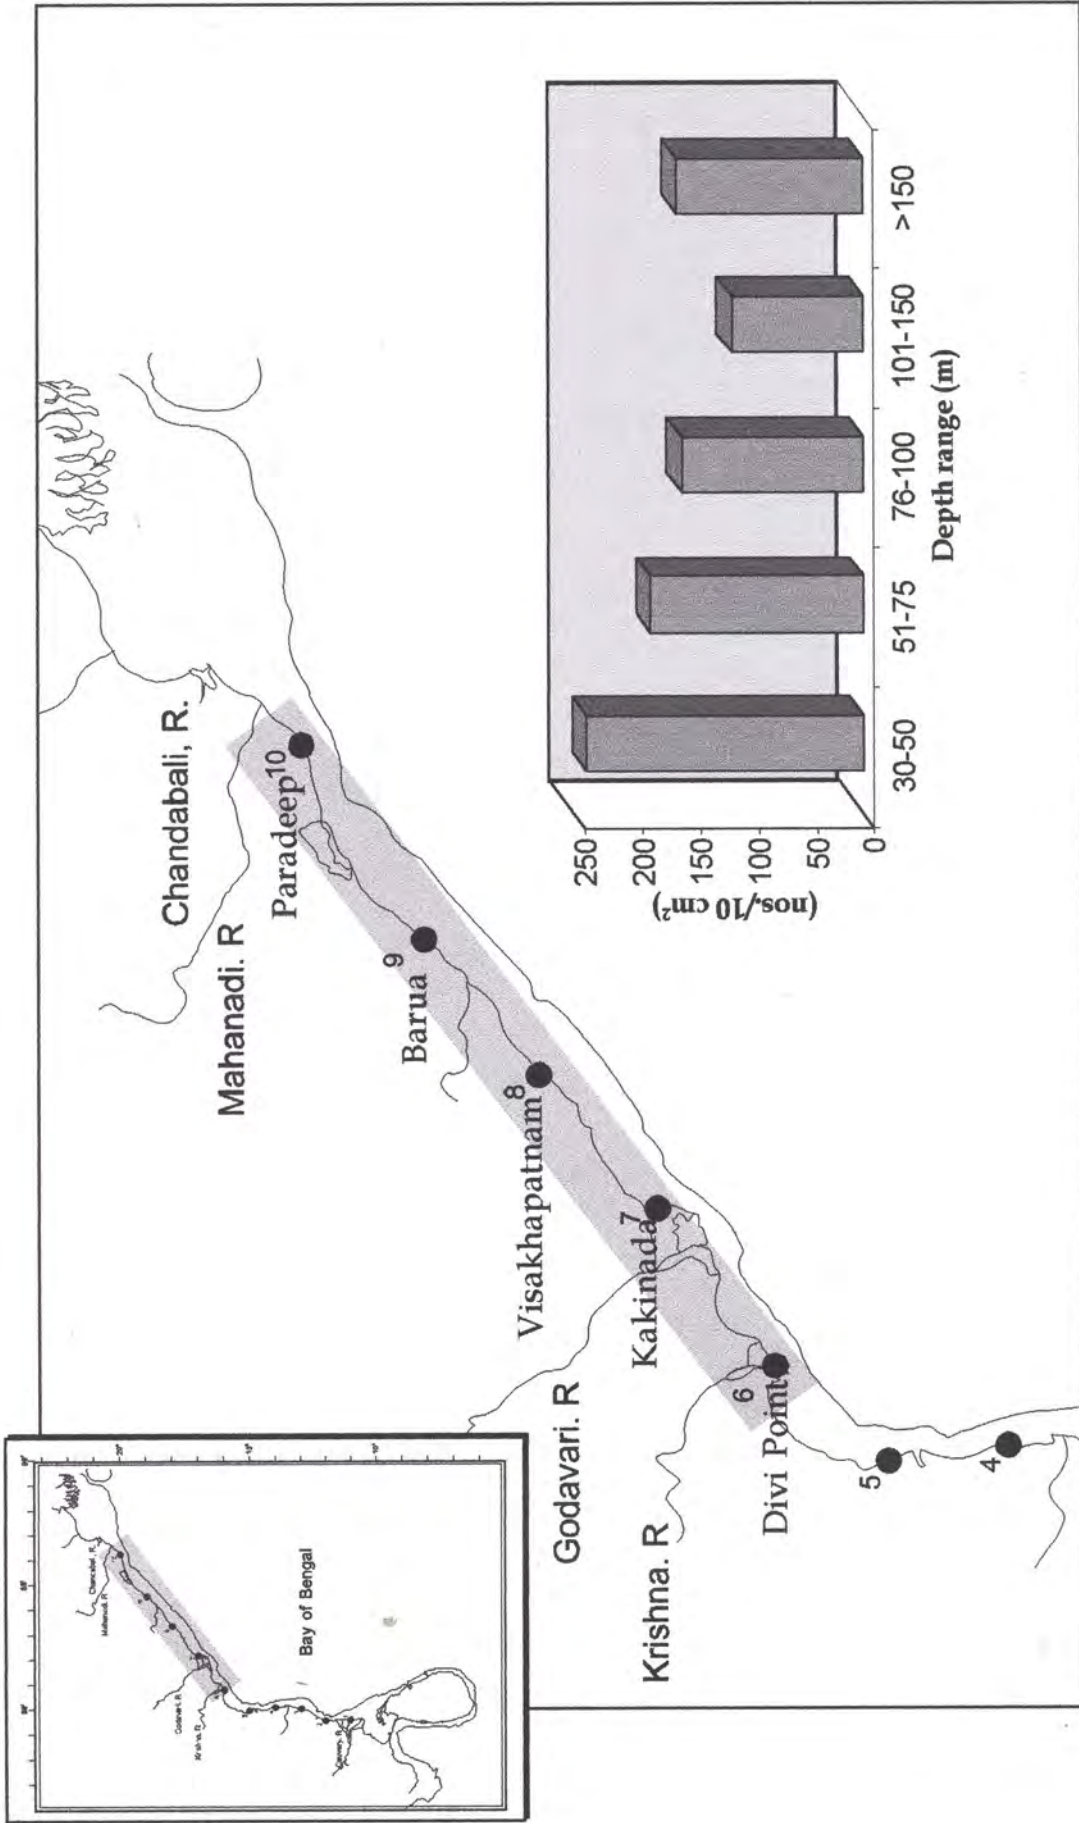 Chandabali, R.
Mahanadi. R
Paradeep
10
9
Barua
8
Visakhapatnam
7
Kakinada
Godavari. R
6
Divi Point
Krishna. R
5
4
Bay of Bengal
Godavari. R
Krishna. R
(nos./10 cm²)
250
200
150
100
50
0
30-50
51-75
76-100
101-150
>150
Depth range (m)